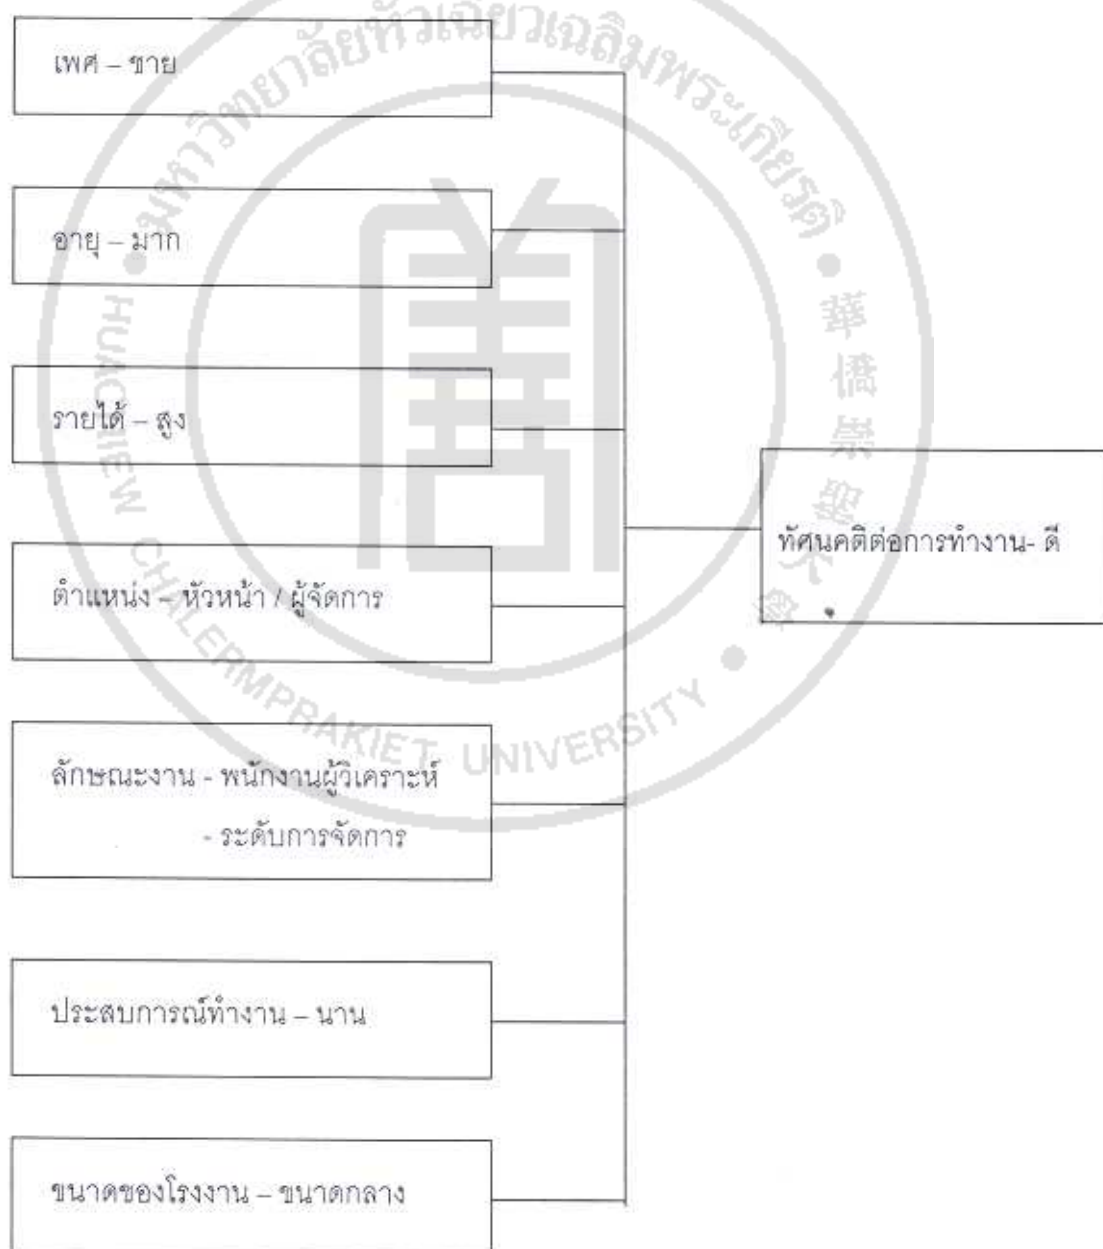 มหาวิทยาลัยหัวเฉียวเฉลิมพระเกียรติ
เพศ – ชาย
อายุ – มาก
รายได้ – สูง
ตำแหน่ง – หัวหน้า / ผู้จัดการ
ลักษณะงาน - พนักงานผู้วิเคราะห์
- ระดับการจัดการ
ประสบการณ์ทำงาน – นาน
ขนาดของโรงงาน – ขนาดกลาง
ทัศนคติต่อการทำงาน- ดี
HUACHIEW CHALERMPRAKIET UNIVERSITY
華僑崇聖大學